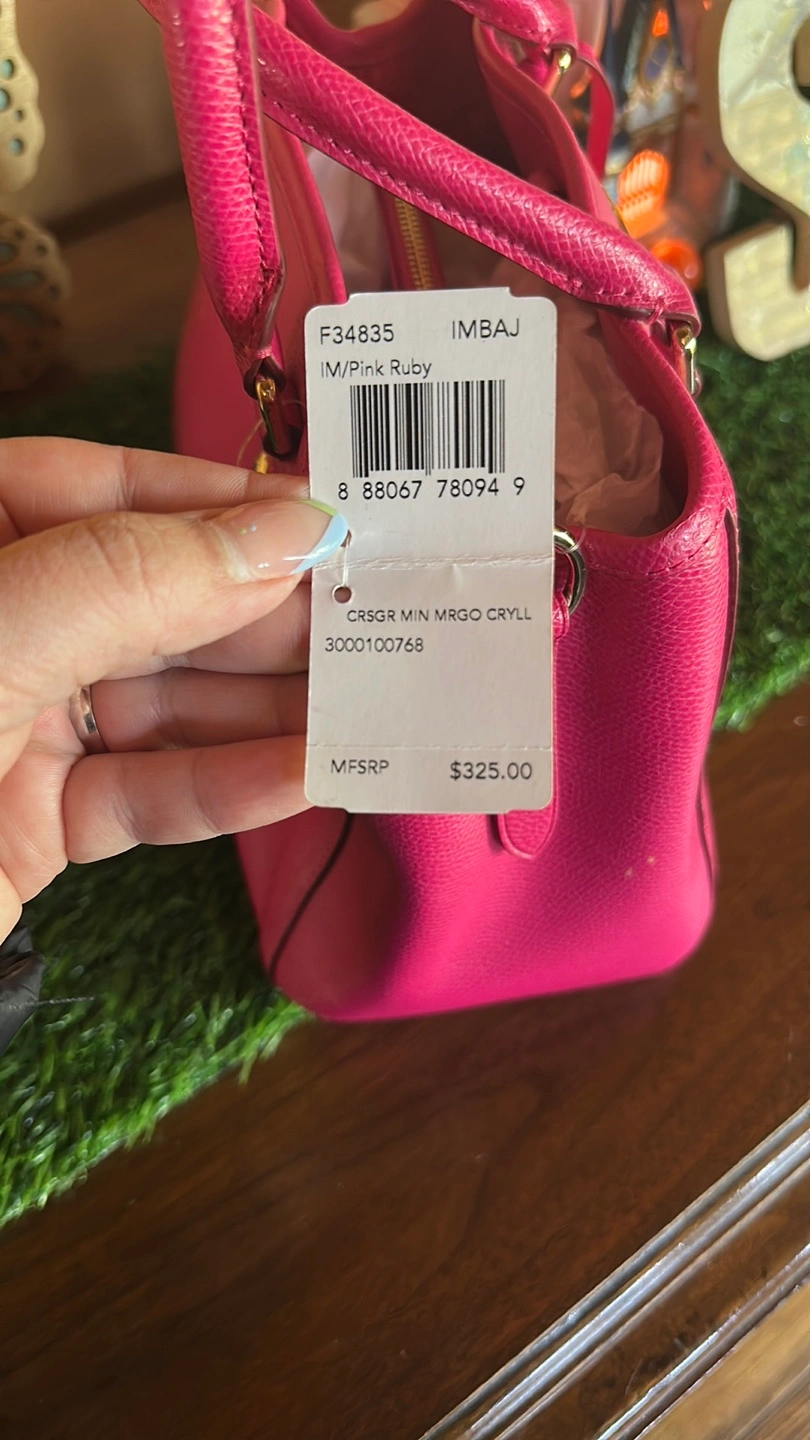 F34835 IMBAJ
IM/Pink Ruby
8 88067 78094 9
CRSGR MIN MRGO CRYLL
3000100768
MFSRP $325.00